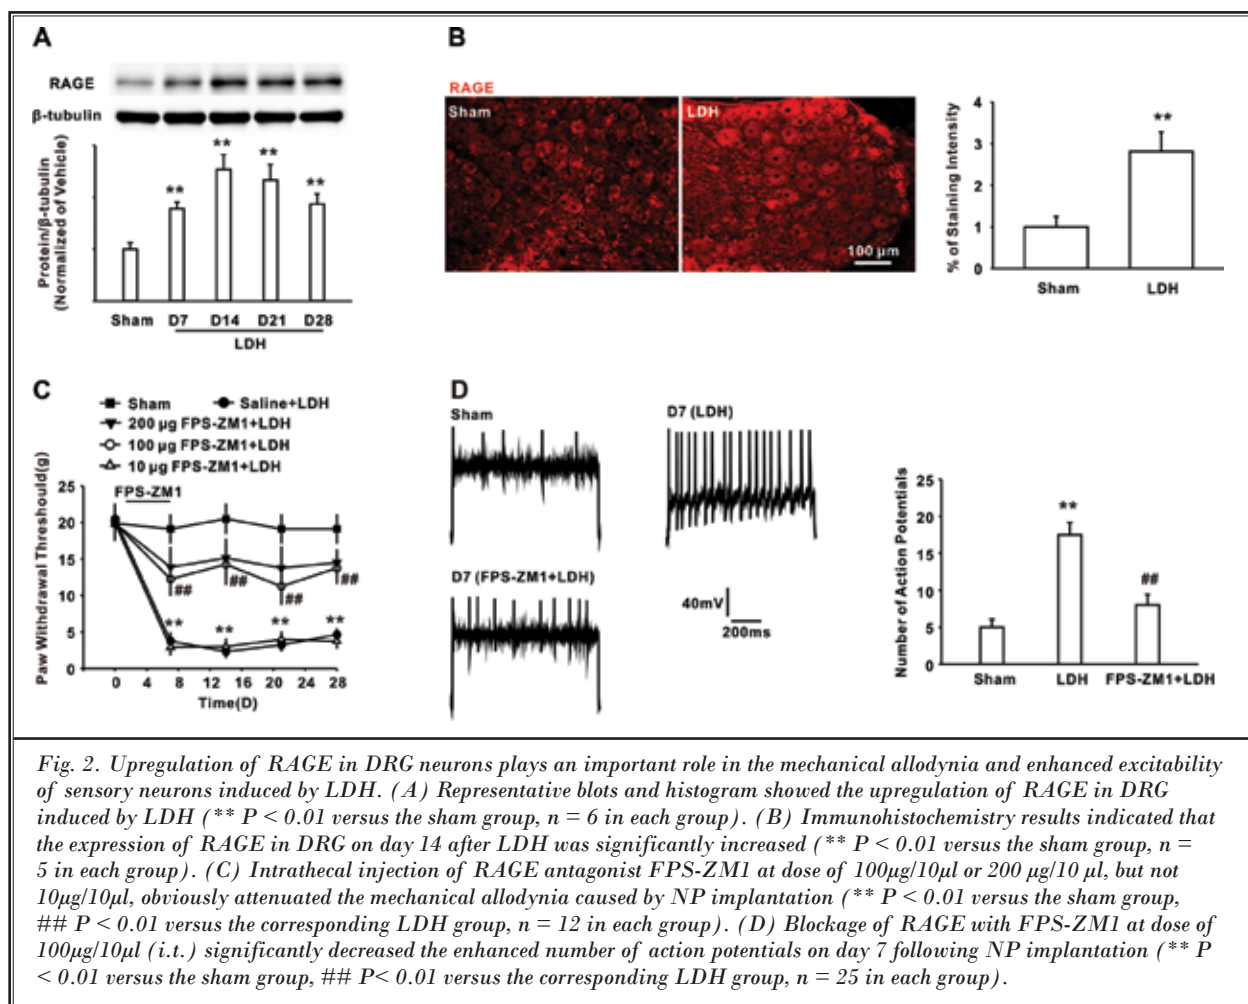 A
RAGE
β-tubulin
Protein/β-tubulin
(Normalized of Vehicle)
**
**
**
**
Sham D7 D14 D21 D28
LDH
B
RAGE
Sham
LDH
100 µm
% of Staining Intensity
4
3
2
1
0
**
Sham LDH
C
Sham Saline+LDH
200 µg FPS-ZM1+LDH
100 µg FPS-ZM1+LDH
10 µg FPS-ZM1+LDH
Paw Withdrawal Threshould(g)
25
20
15
10
5
0
FPS-ZM1
## ## ## ##
** ** ** **
0 4 8 12 16 20 24 28
Time(D)
D
Sham
D7 (LDH)
D7 (FPS-ZM1+LDH)
40mV
200ms
Number of Action Potentials
25
20
15
10
5
0
**
##
Sham LDH FPS-ZM1+LDH
Fig. 2. Upregulation of RAGE in DRG neurons plays an important role in the mechanical allodynia and enhanced excitability
of sensory neurons induced by LDH. (A) Representative blots and histogram showed the upregulation of RAGE in DRG
induced by LDH (** P < 0.01 versus the sham group, n = 6 in each group). (B) Immunohistochemistry results indicated that
the expression of RAGE in DRG on day 14 after LDH was significantly increased (** P < 0.01 versus the sham group, n =
5 in each group). (C) Intrathecal injection of RAGE antagonist FPS-ZM1 at dose of 100µg/10µl or 200 µg/10 µl, but not
10µg/10µl, obviously attenuated the mechanical allodynia caused by NP implantation (** P < 0.01 versus the sham group,
## P < 0.01 versus the corresponding LDH group, n = 12 in each group). (D) Blockage of RAGE with FPS-ZM1 at dose of
100µg/10µl (i.t.) significantly decreased the enhanced number of action potentials on day 7 following NP implantation (** P
< 0.01 versus the sham group, ## P< 0.01 versus the corresponding LDH group, n = 25 in each group).